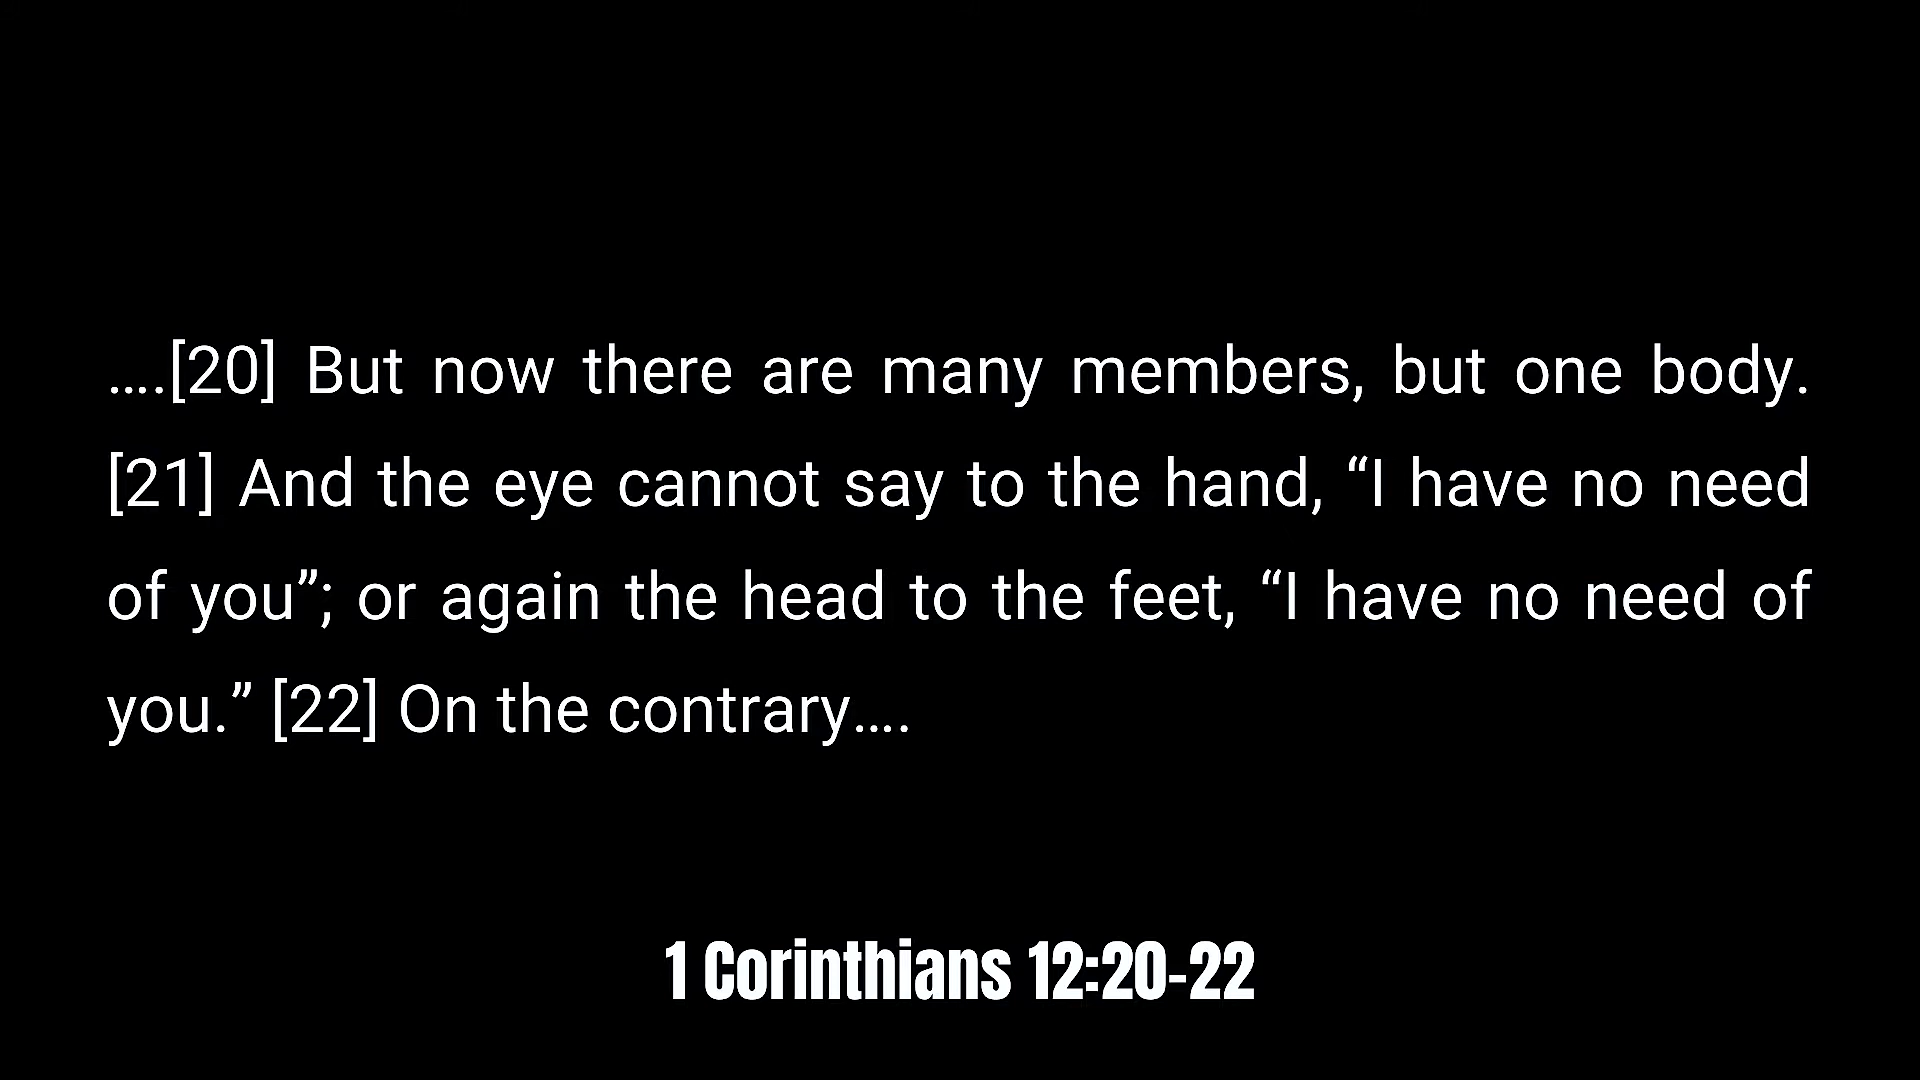 ….[20] But now there are many members, but one body.
[21] And the eye cannot say to the hand, “I have no need
of you”; or again the head to the feet, “I have no need of
you.” [22] On the contrary….
1 Corinthians 12:20-22